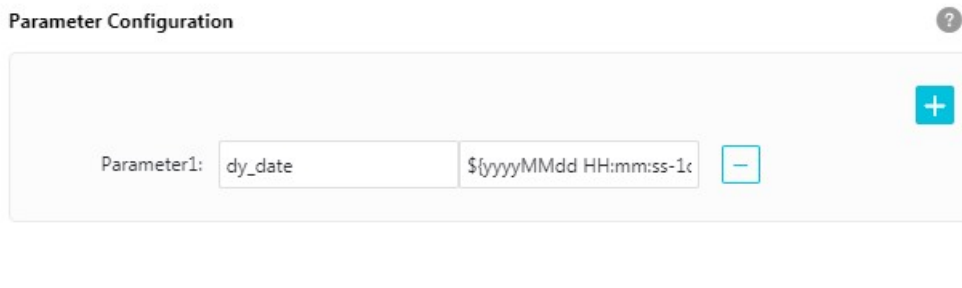 Parameter Configuration
?
+
Parameter1: dy_date ${yyyyMMdd HH:mm:ss-1
−